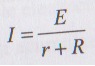 I = E / (r + R)